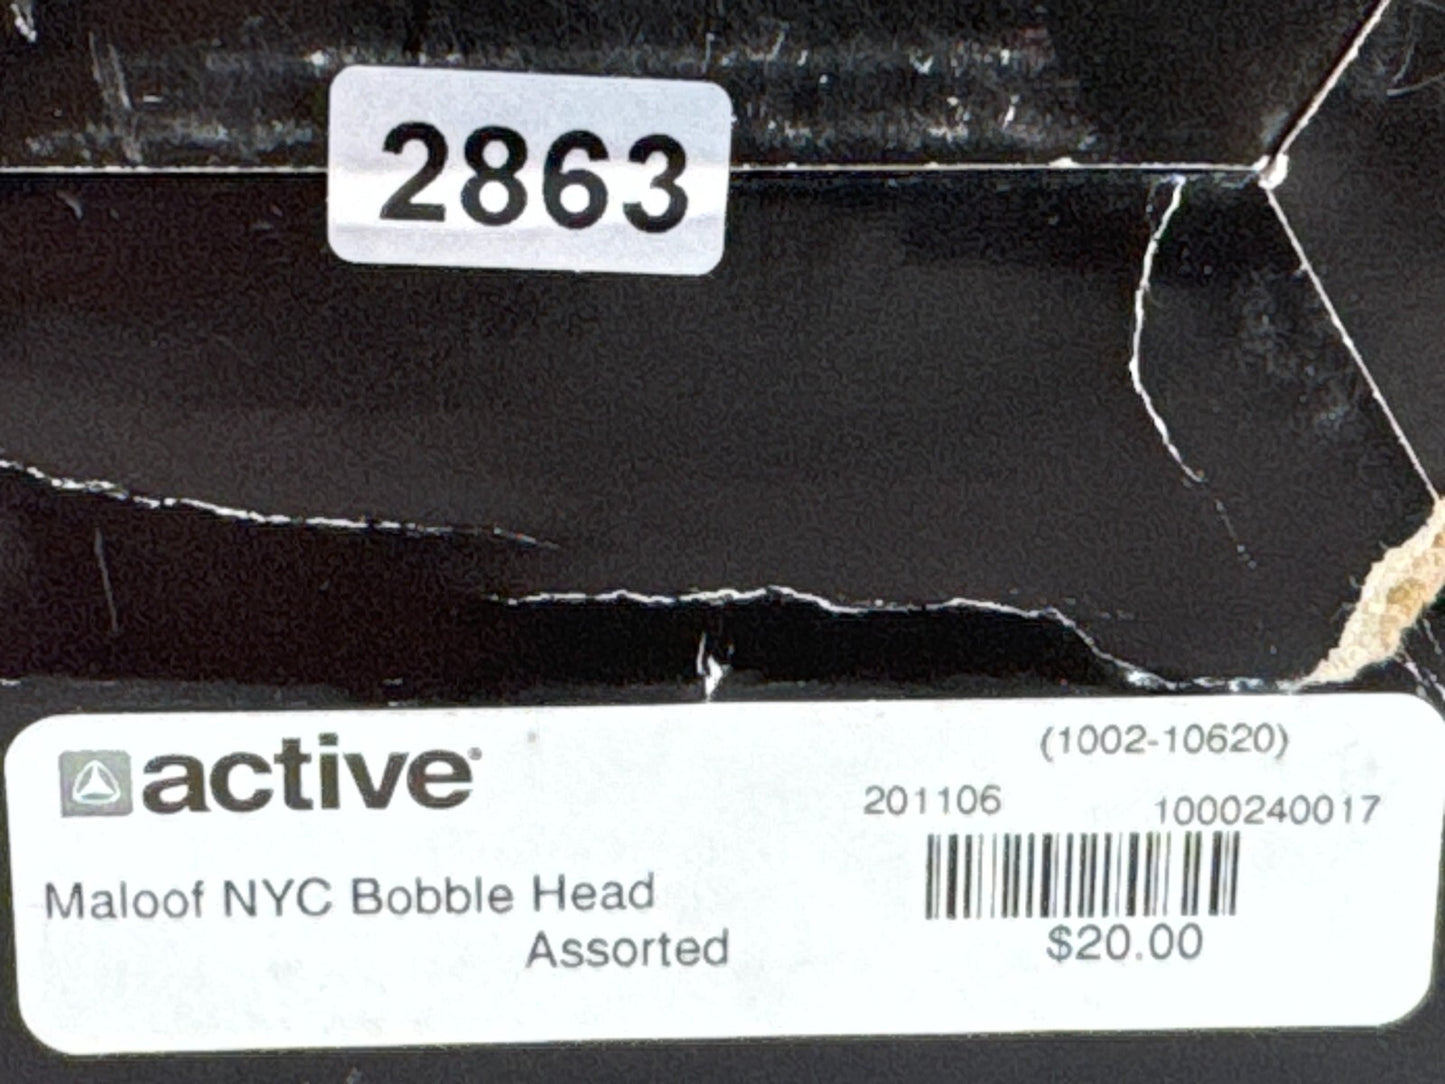 2863
active
(1002-10620)
201106 1000240017
Maloof NYC Bobble Head
Assorted
$20.00